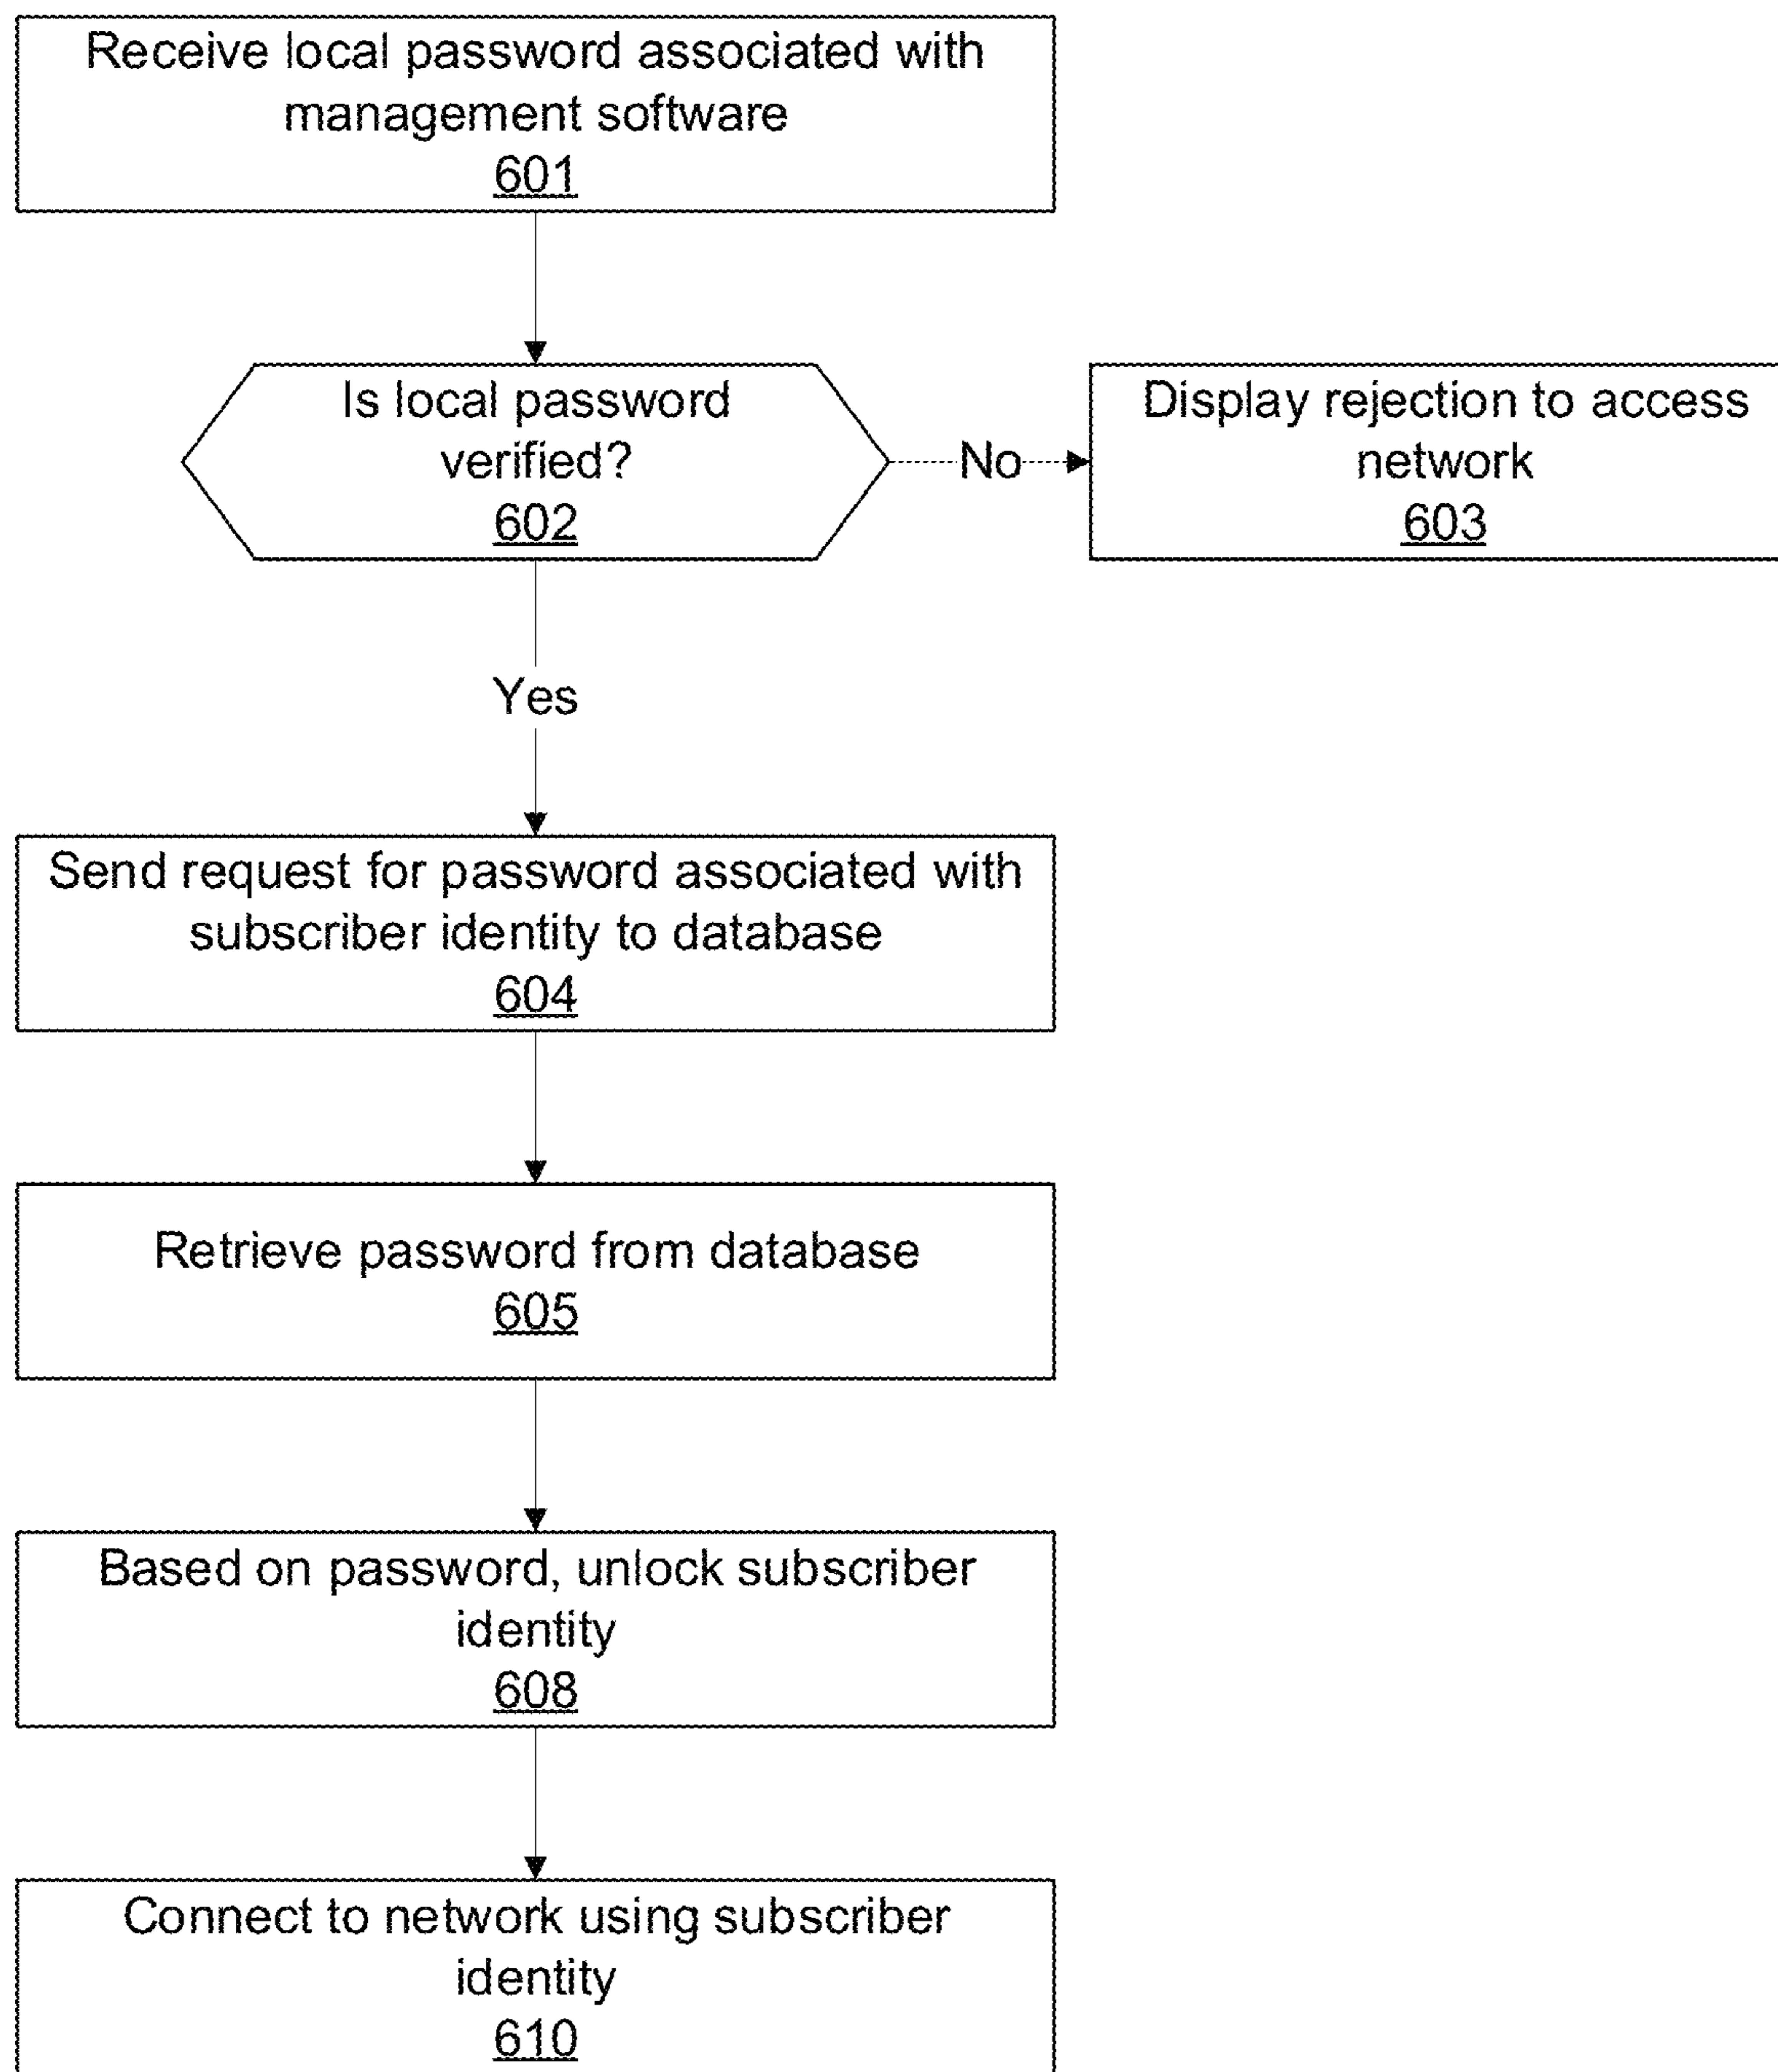 Receive local password associated with
management software
601
Is local password
verified?
602
No
Display rejection to access
network
603
Yes
Send request for password associated with
subscriber identity to database
604
Retrieve password from database
605
Based on password, unlock subscriber
identity
608
Connect to network using subscriber
identity
610